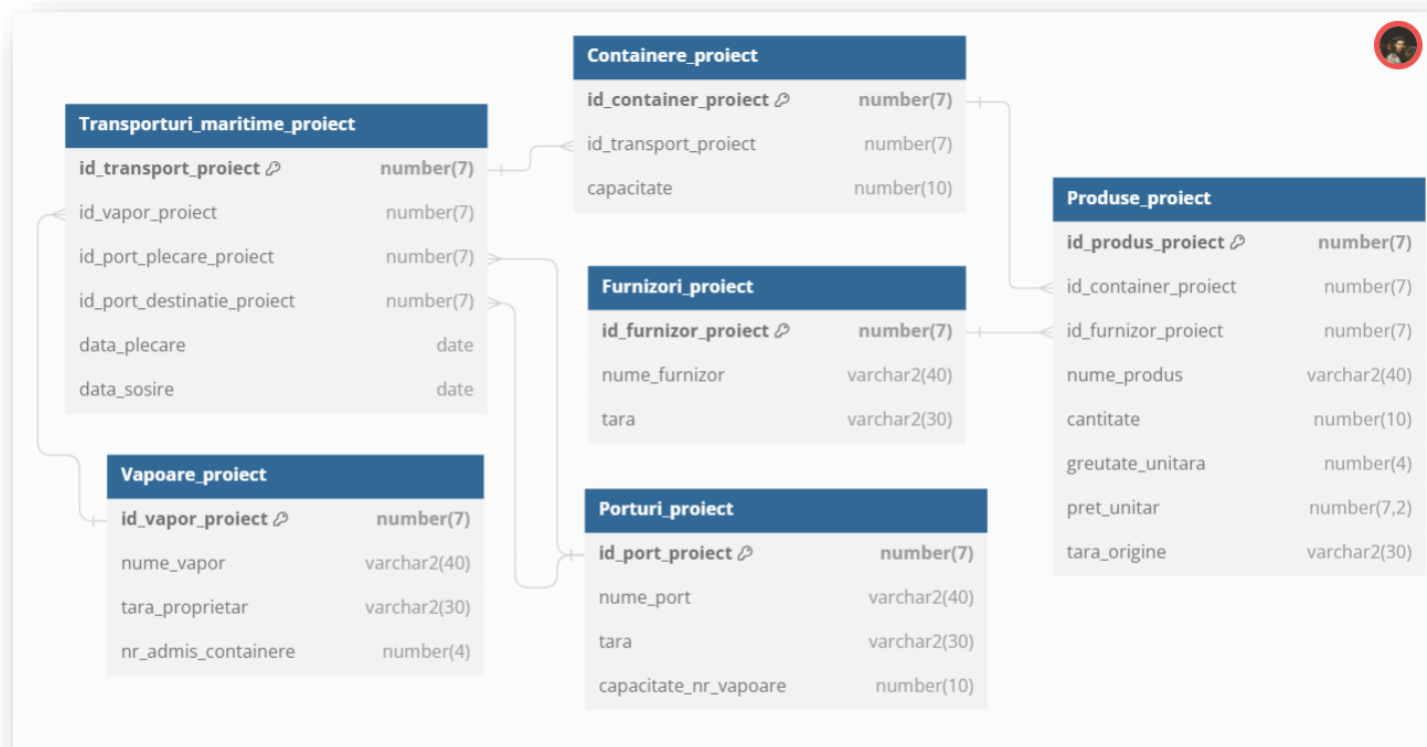 Transporturi_maritime_proiect
id_transport_proiect number(7)
id_vapor_proiect number(7)
id_port_plecare_proiect number(7)
id_port_destinatie_proiect number(7)
data_plecare date
data_sosire date
Vapoare_proiect
id_vapor_proiect number(7)
nume_vapor varchar2(40)
tara_proprietar varchar2(30)
nr_admis_containere number(4)
Containere_proiect
id_container_proiect number(7)
id_transport_proiect number(7)
capacitate number(10)
Furnizori_proiect
id_furnizor_proiect number(7)
nume_furnizor varchar2(40)
tara varchar2(30)
Porturi_proiect
id_port_proiect number(7)
nume_port varchar2(40)
tara varchar2(30)
capacitate_nr_vapoare number(10)
Produse_proiect
id_produs_proiect number(7)
id_container_proiect number(7)
id_furnizor_proiect number(7)
nume_produs varchar2(40)
cantitate number(10)
greutate_unitara number(4)
pret_unitar number(7,2)
tara_origine varchar2(30)